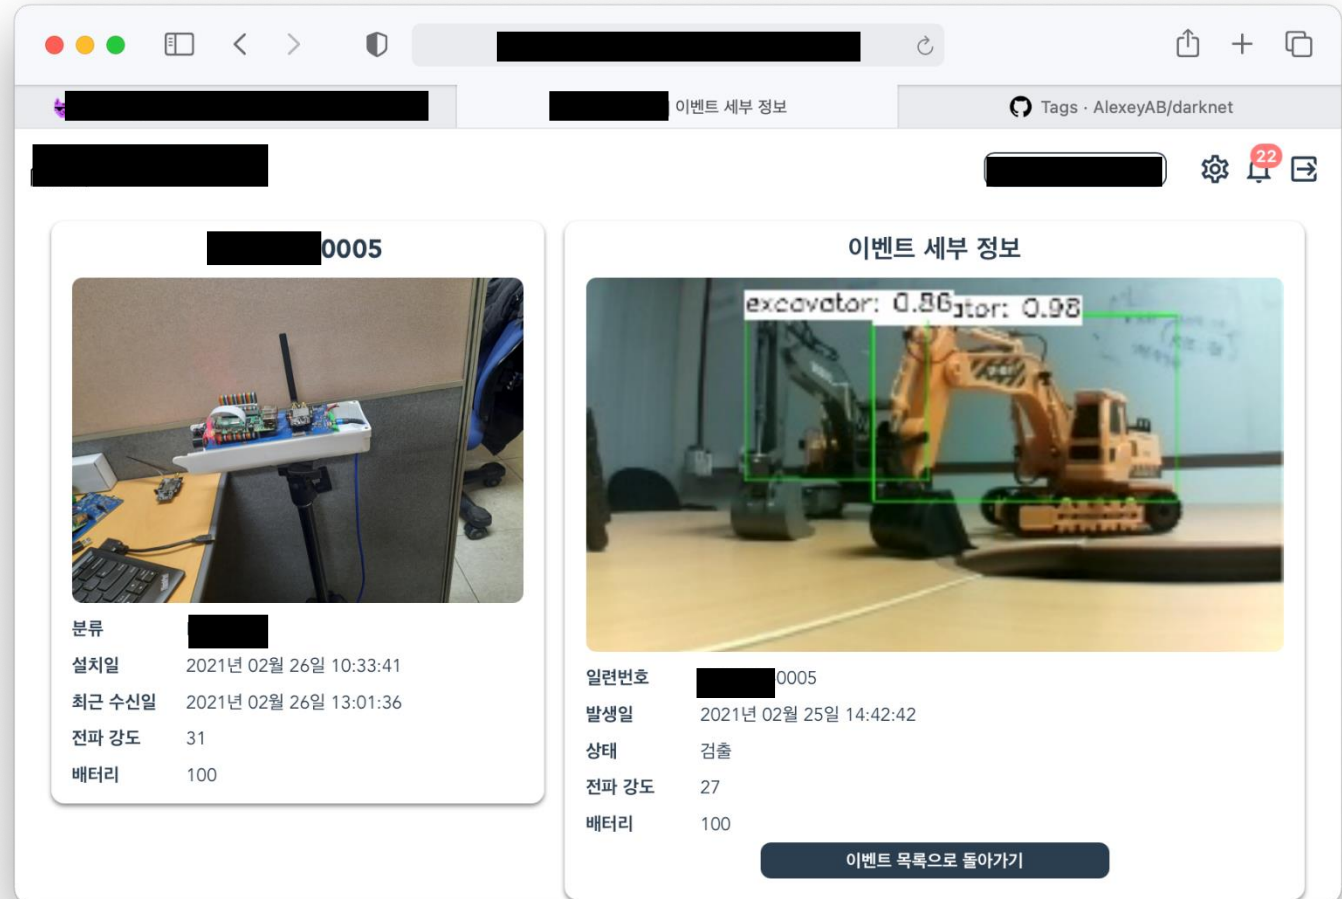 이벤트 세부 정보
Tags · AlexeyAB/darknet
22
0005
분류
설치일 2021년 02월 26일 10:33:41
최근 수신일 2021년 02월 26일 13:01:36
전파 강도 31
배터리 100
이벤트 세부 정보
excavator: 0.86
ator: 0.98
일련번호 0005
발생일 2021년 02월 25일 14:42:42
상태 검출
전파 강도 27
배터리 100
이벤트 목록으로 돌아가기